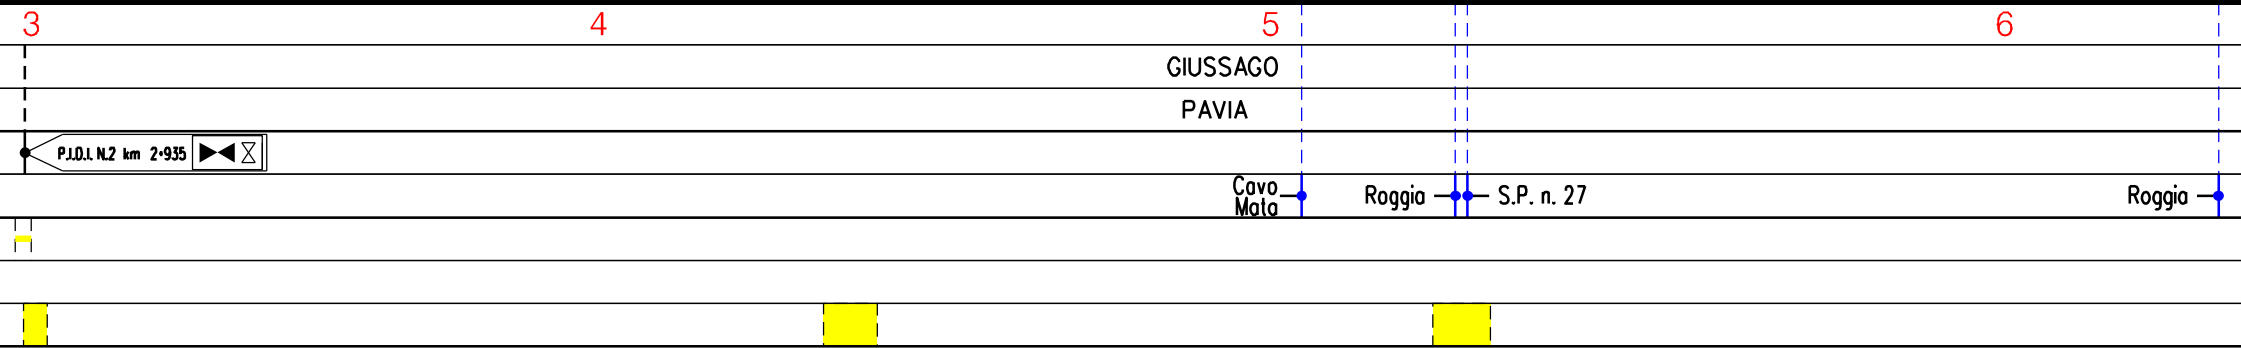 3 4 5 6
GIUSSAGO
PAVIA
P.I.D.I. N.2 km 2+935
Cavo
Mata
Roggia
S.P. n. 27
Roggia